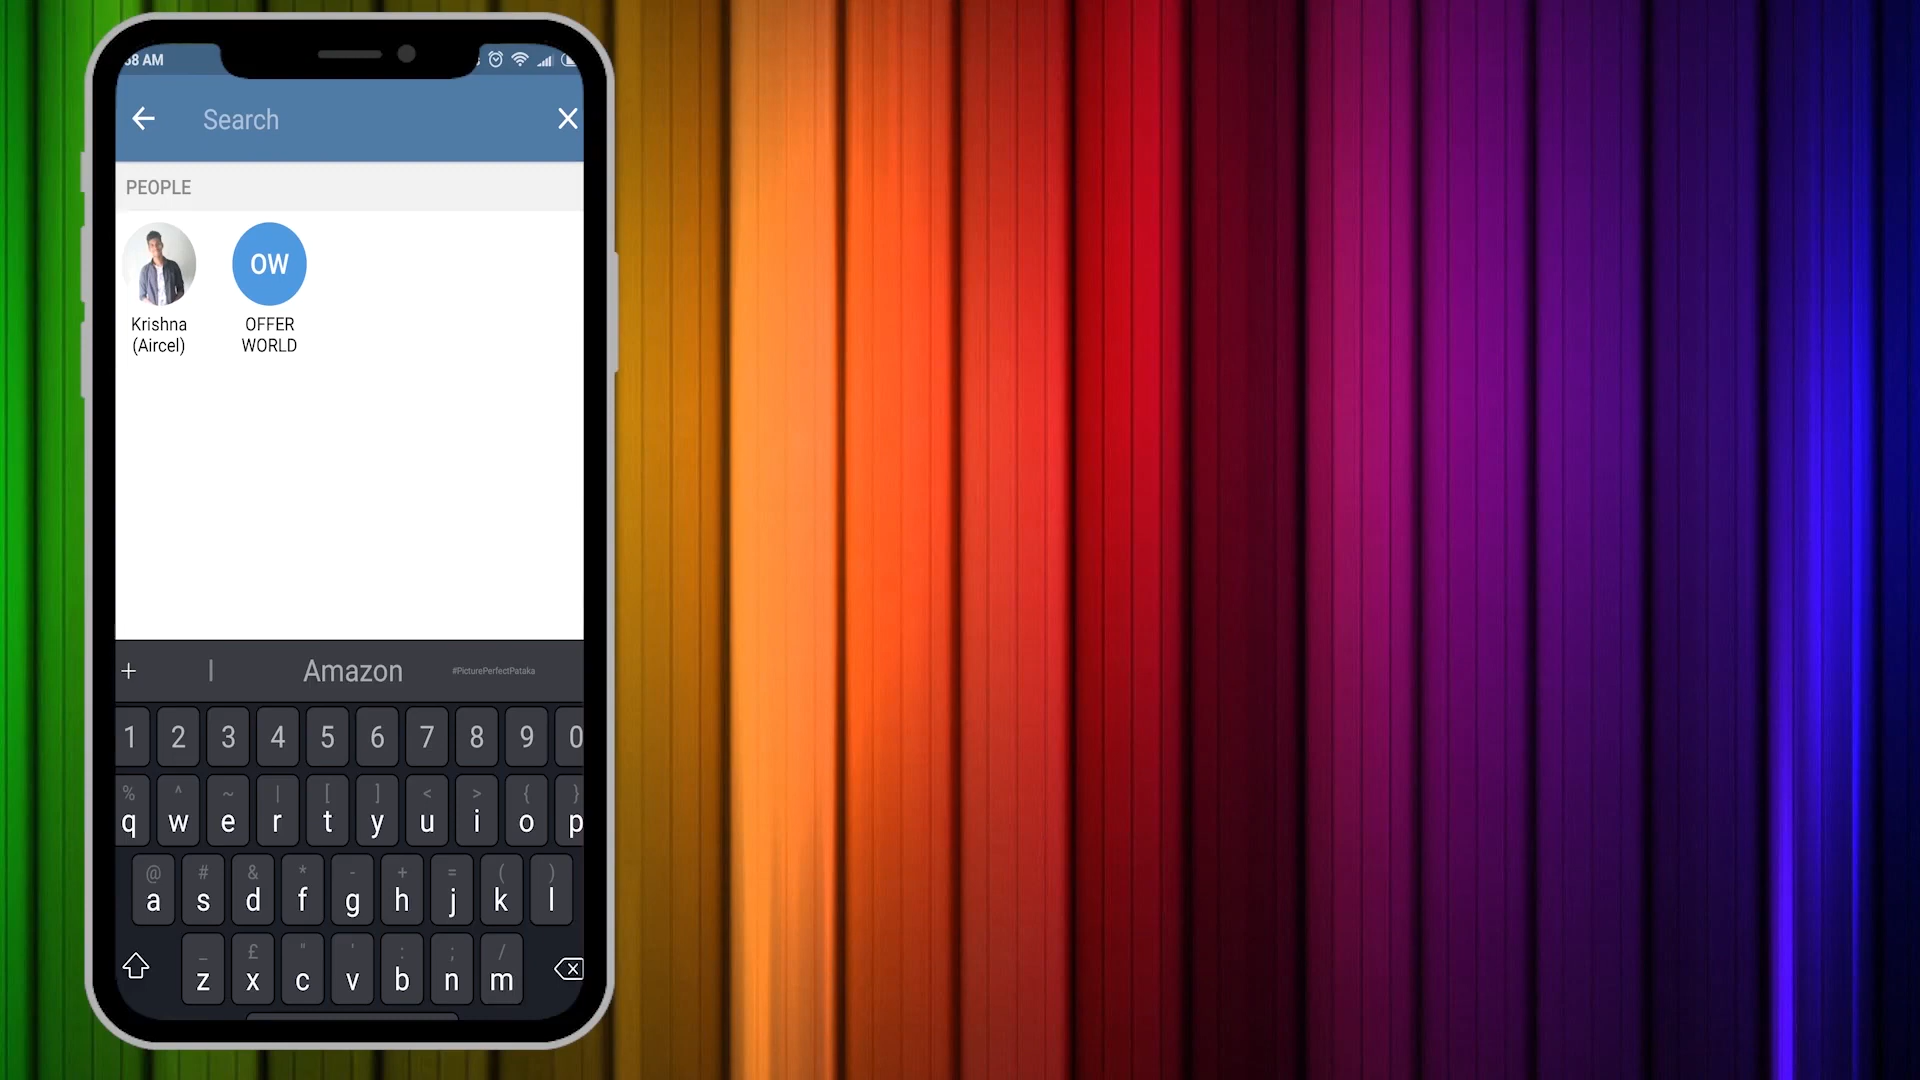 :58 AM
Search
PEOPLE
OW
Krishna
(Aircel)
OFFER
WORLD
+ I Amazon #PicturePerfectPataka
1 2 3 4 5 6 7 8 9 0
% ^ ~ | [ ] < > { }
q w e r t y u i o p
@ # & * - + = ( )
a s d f g h j k l
_ £ " ' : ; /
z x c v b n m